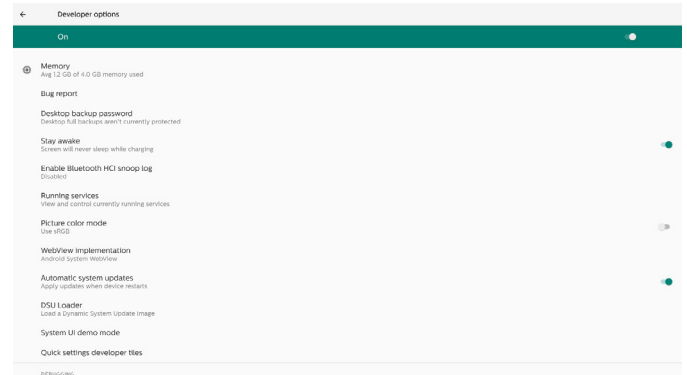 Developer options
On
Memory
Avg 1.2 GB of 4.0 GB memory used
Bug report
Desktop backup password
Desktop full backups aren't currently protected
Stay awake
Screen will never sleep while charging
Enable Bluetooth HCI snoop log
Disabled
Running services
View and control currently running services
Picture color mode
Use sRGB
WebView implementation
Android System WebView
Automatic system updates
Apply updates when device restarts
DSU Loader
Load a Dynamic System Update Image
System UI demo mode
Quick settings developer tiles
DEBUGGING